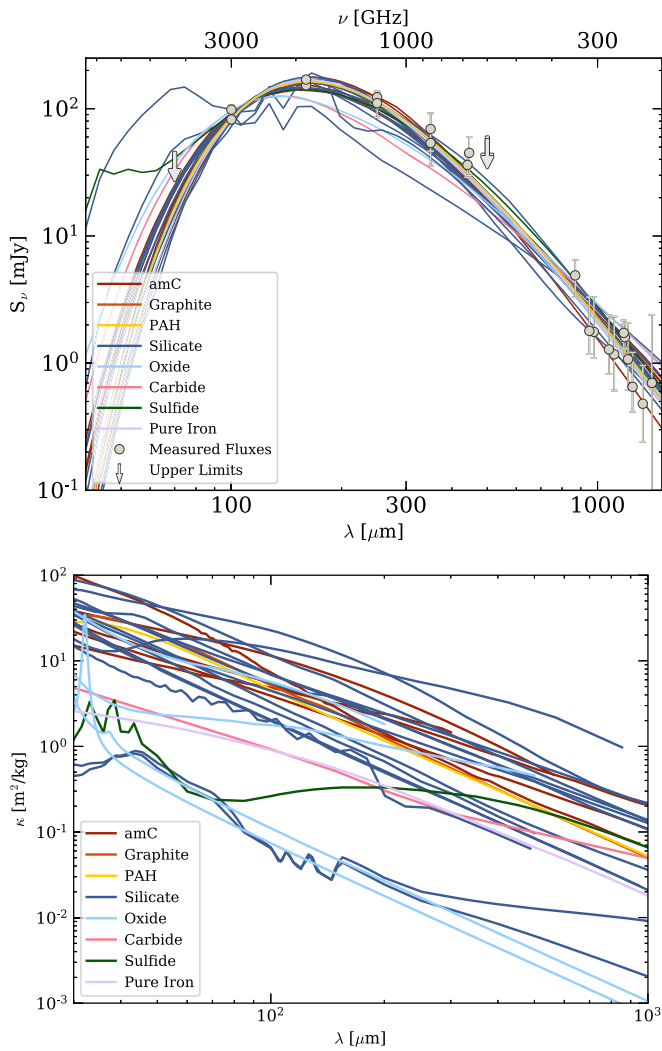 ν [GHz]
3000 1000 300
10²
10¹
10⁰
10⁻¹
S_ν [mJy]
amC
Graphite
PAH
Silicate
Oxide
Carbide
Sulfide
Pure Iron
Measured Fluxes
Upper Limits
100 300 1000
λ [μm]
10²
10¹
10⁰
10⁻¹
10⁻²
10⁻³
κ [m²/kg]
amC
Graphite
PAH
Silicate
Oxide
Carbide
Sulfide
Pure Iron
10² 10³
λ [μm]